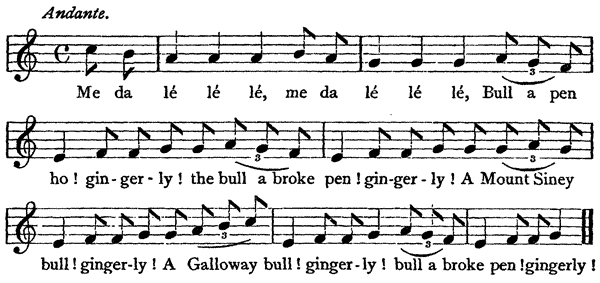 Andante.
Me da lé lé lé, me da lé lé lé, Bull a pen
3
ho! gin-ger-ly! the bull a broke pen! gin-ger-ly! A Mount Siney
3 3
bull! ginger-ly! A Galloway bull! ginger-ly! bull a broke pen! gingerly!
3 3